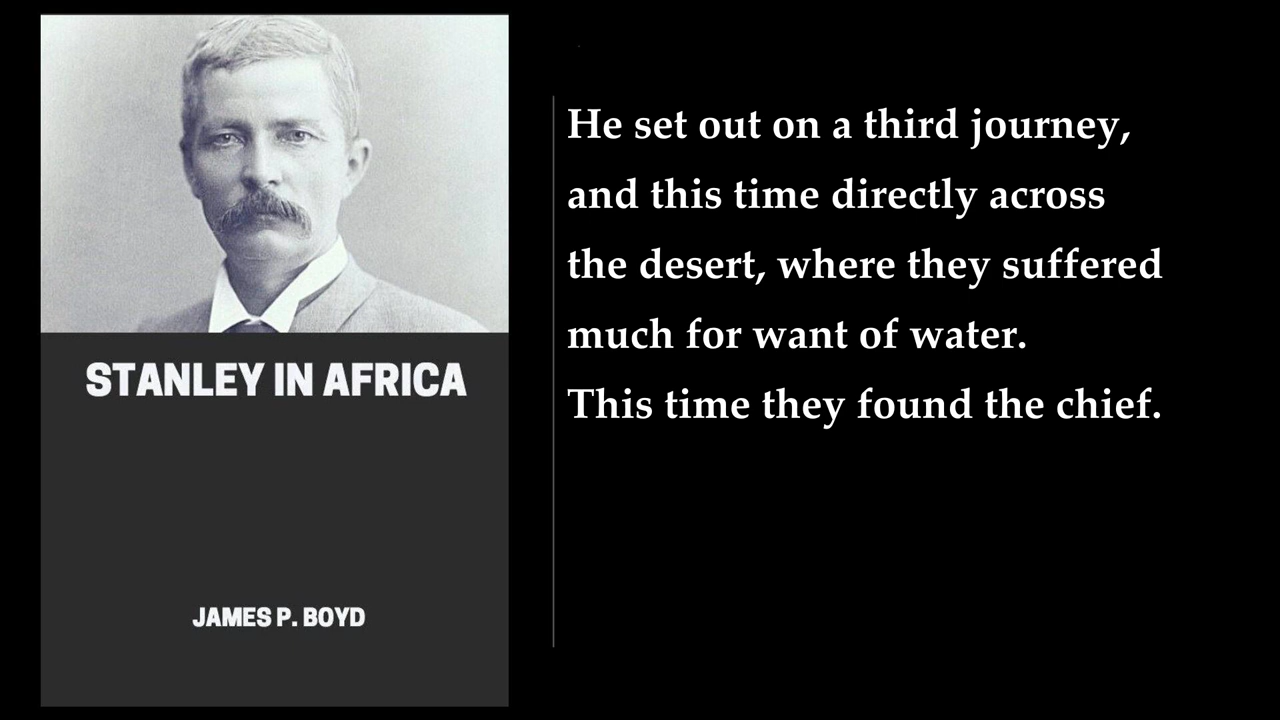 STANLEY IN AFRICA
JAMES P. BOYD
He set out on a third journey,
and this time directly across
the desert, where they suffered
much for want of water.
This time they found the chief.